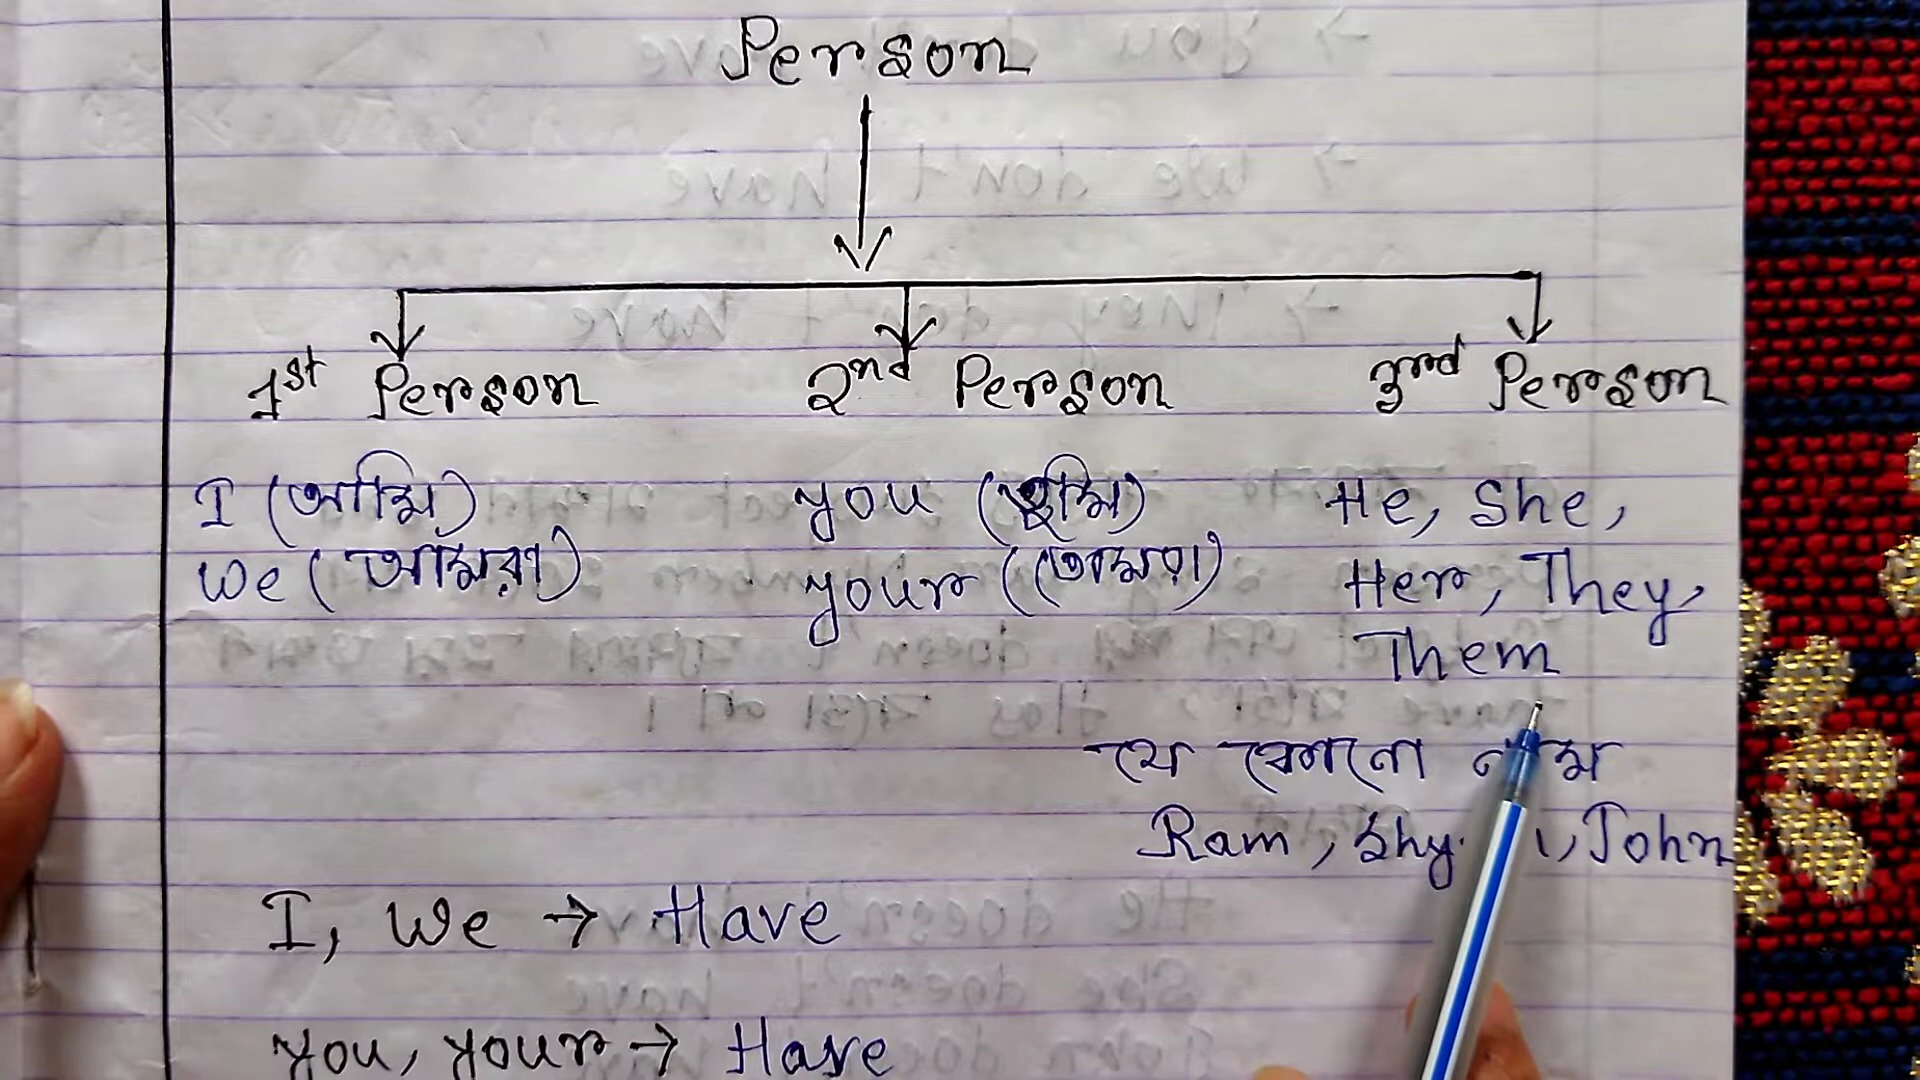 Person
1st Person 2nd Person 3rd Person
I (আমি) you (তুমি) He, She,
We (আমরা) your (তোমরা) Her, They,
Them
যে কোনো নাম
Ram, John
I, We → Have
You, Your → Have